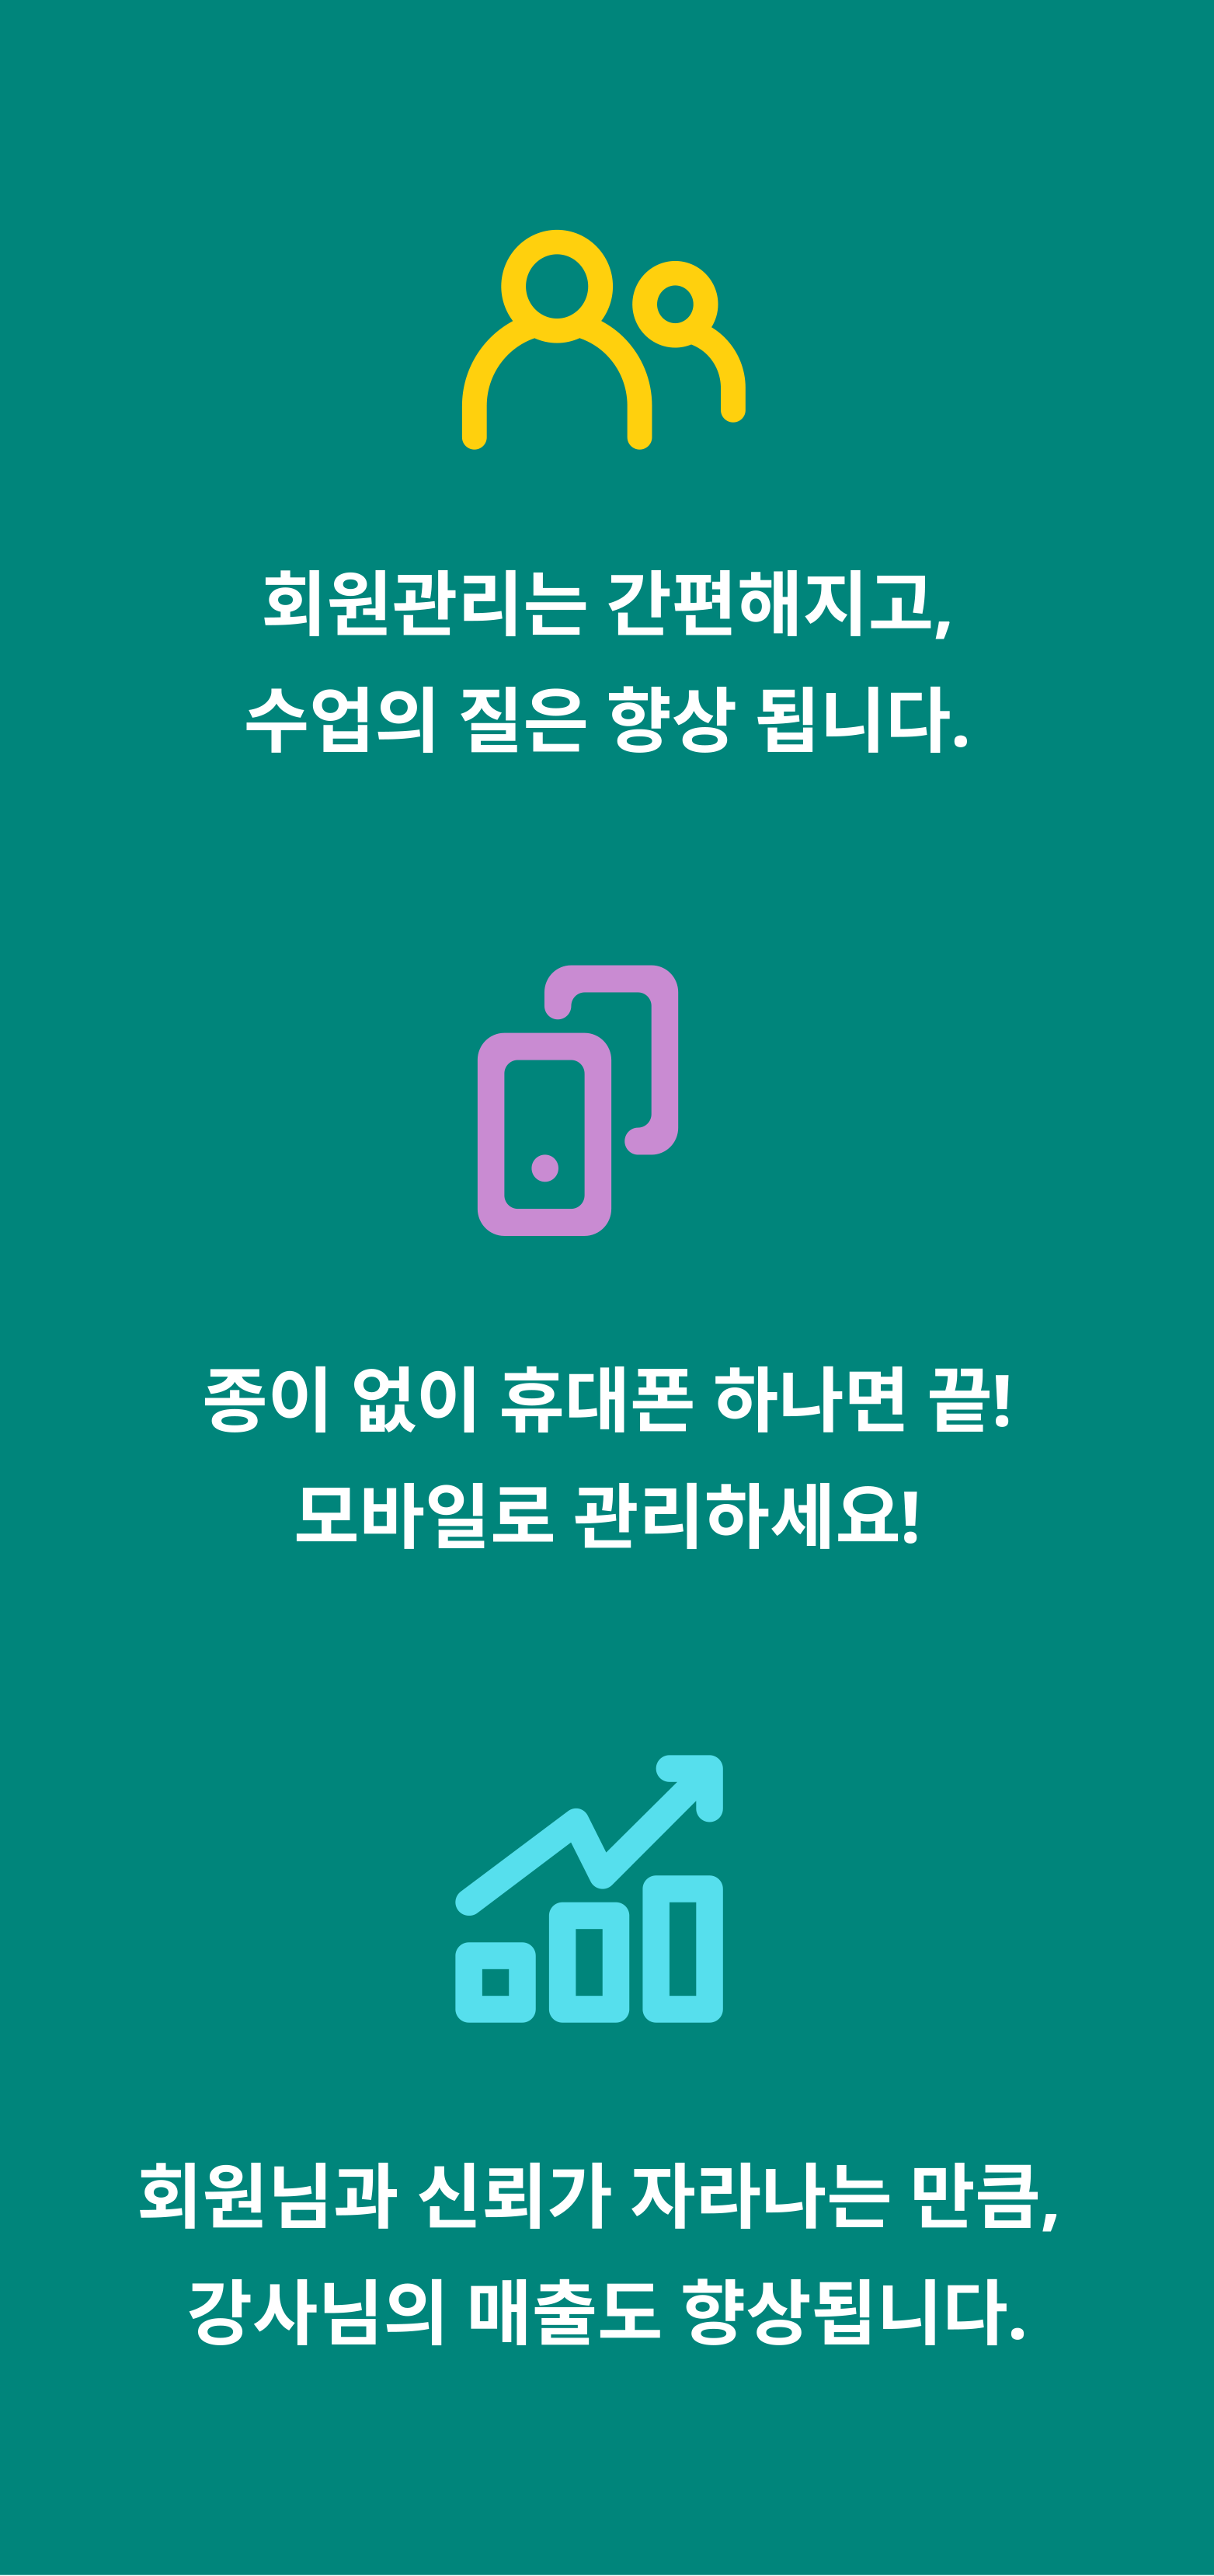 회원관리는 간편해지고,
수업의 질은 향상 됩니다.
종이 없이 휴대폰 하나면 끝!
모바일로 관리하세요!
회원님과 신뢰가 자라나는 만큼,
강사님의 매출도 향상됩니다.